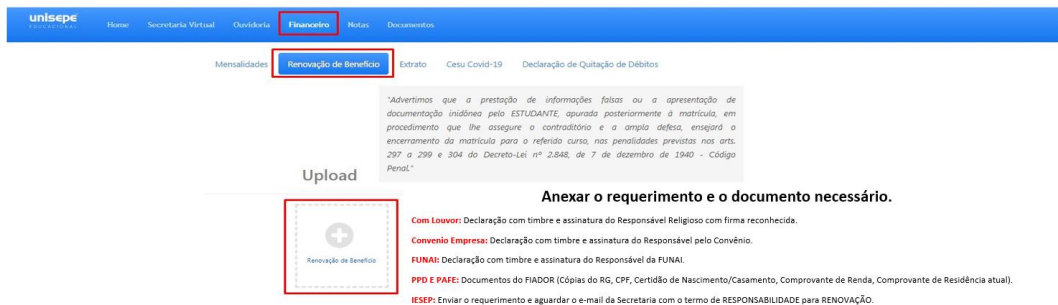 unisepe
EDUCACIONAL
Home Secretaria Virtual Ouvidoria Financeiro Notas Documentos
Mensalidades Renovação de Benefício Extrato Cesu Covid-19 Declaração de Quitação de Débitos
"Advertimos que a prestação de informações falsas ou a apresentação de
documentação inidônea pelo ESTUDANTE, apurada posteriormente à matrícula, em
procedimento que lhe assegure o contraditório e a ampla defesa, ensejará o
encerramento da matrícula para o referido curso, nas penalidades previstas nos arts.
297 a 299 e 304 do Decreto-Lei nº 2.848, de 7 de dezembro de 1940 - Código
Penal."
Upload
Anexar o requerimento e o documento necessário.
Renovação de Benefício
Com Louvor: Declaração com timbre e assinatura do Responsável Religioso com firma reconhecida.
Convenio Empresa: Declaração com timbre e assinatura do Responsável pelo Convênio.
FUNAI: Declaração com timbre e assinatura do Responsável da FUNAI.
PPD E PAFE: Documentos do FIADOR (Cópias do RG, CPF, Certidão de Nascimento/Casamento, Comprovante de Renda, Comprovante de Residência atual).
IESEP: Enviar o requerimento e aguardar o e-mail da Secretaria com o termo de RESPONSABILIDADE para RENOVAÇÃO.